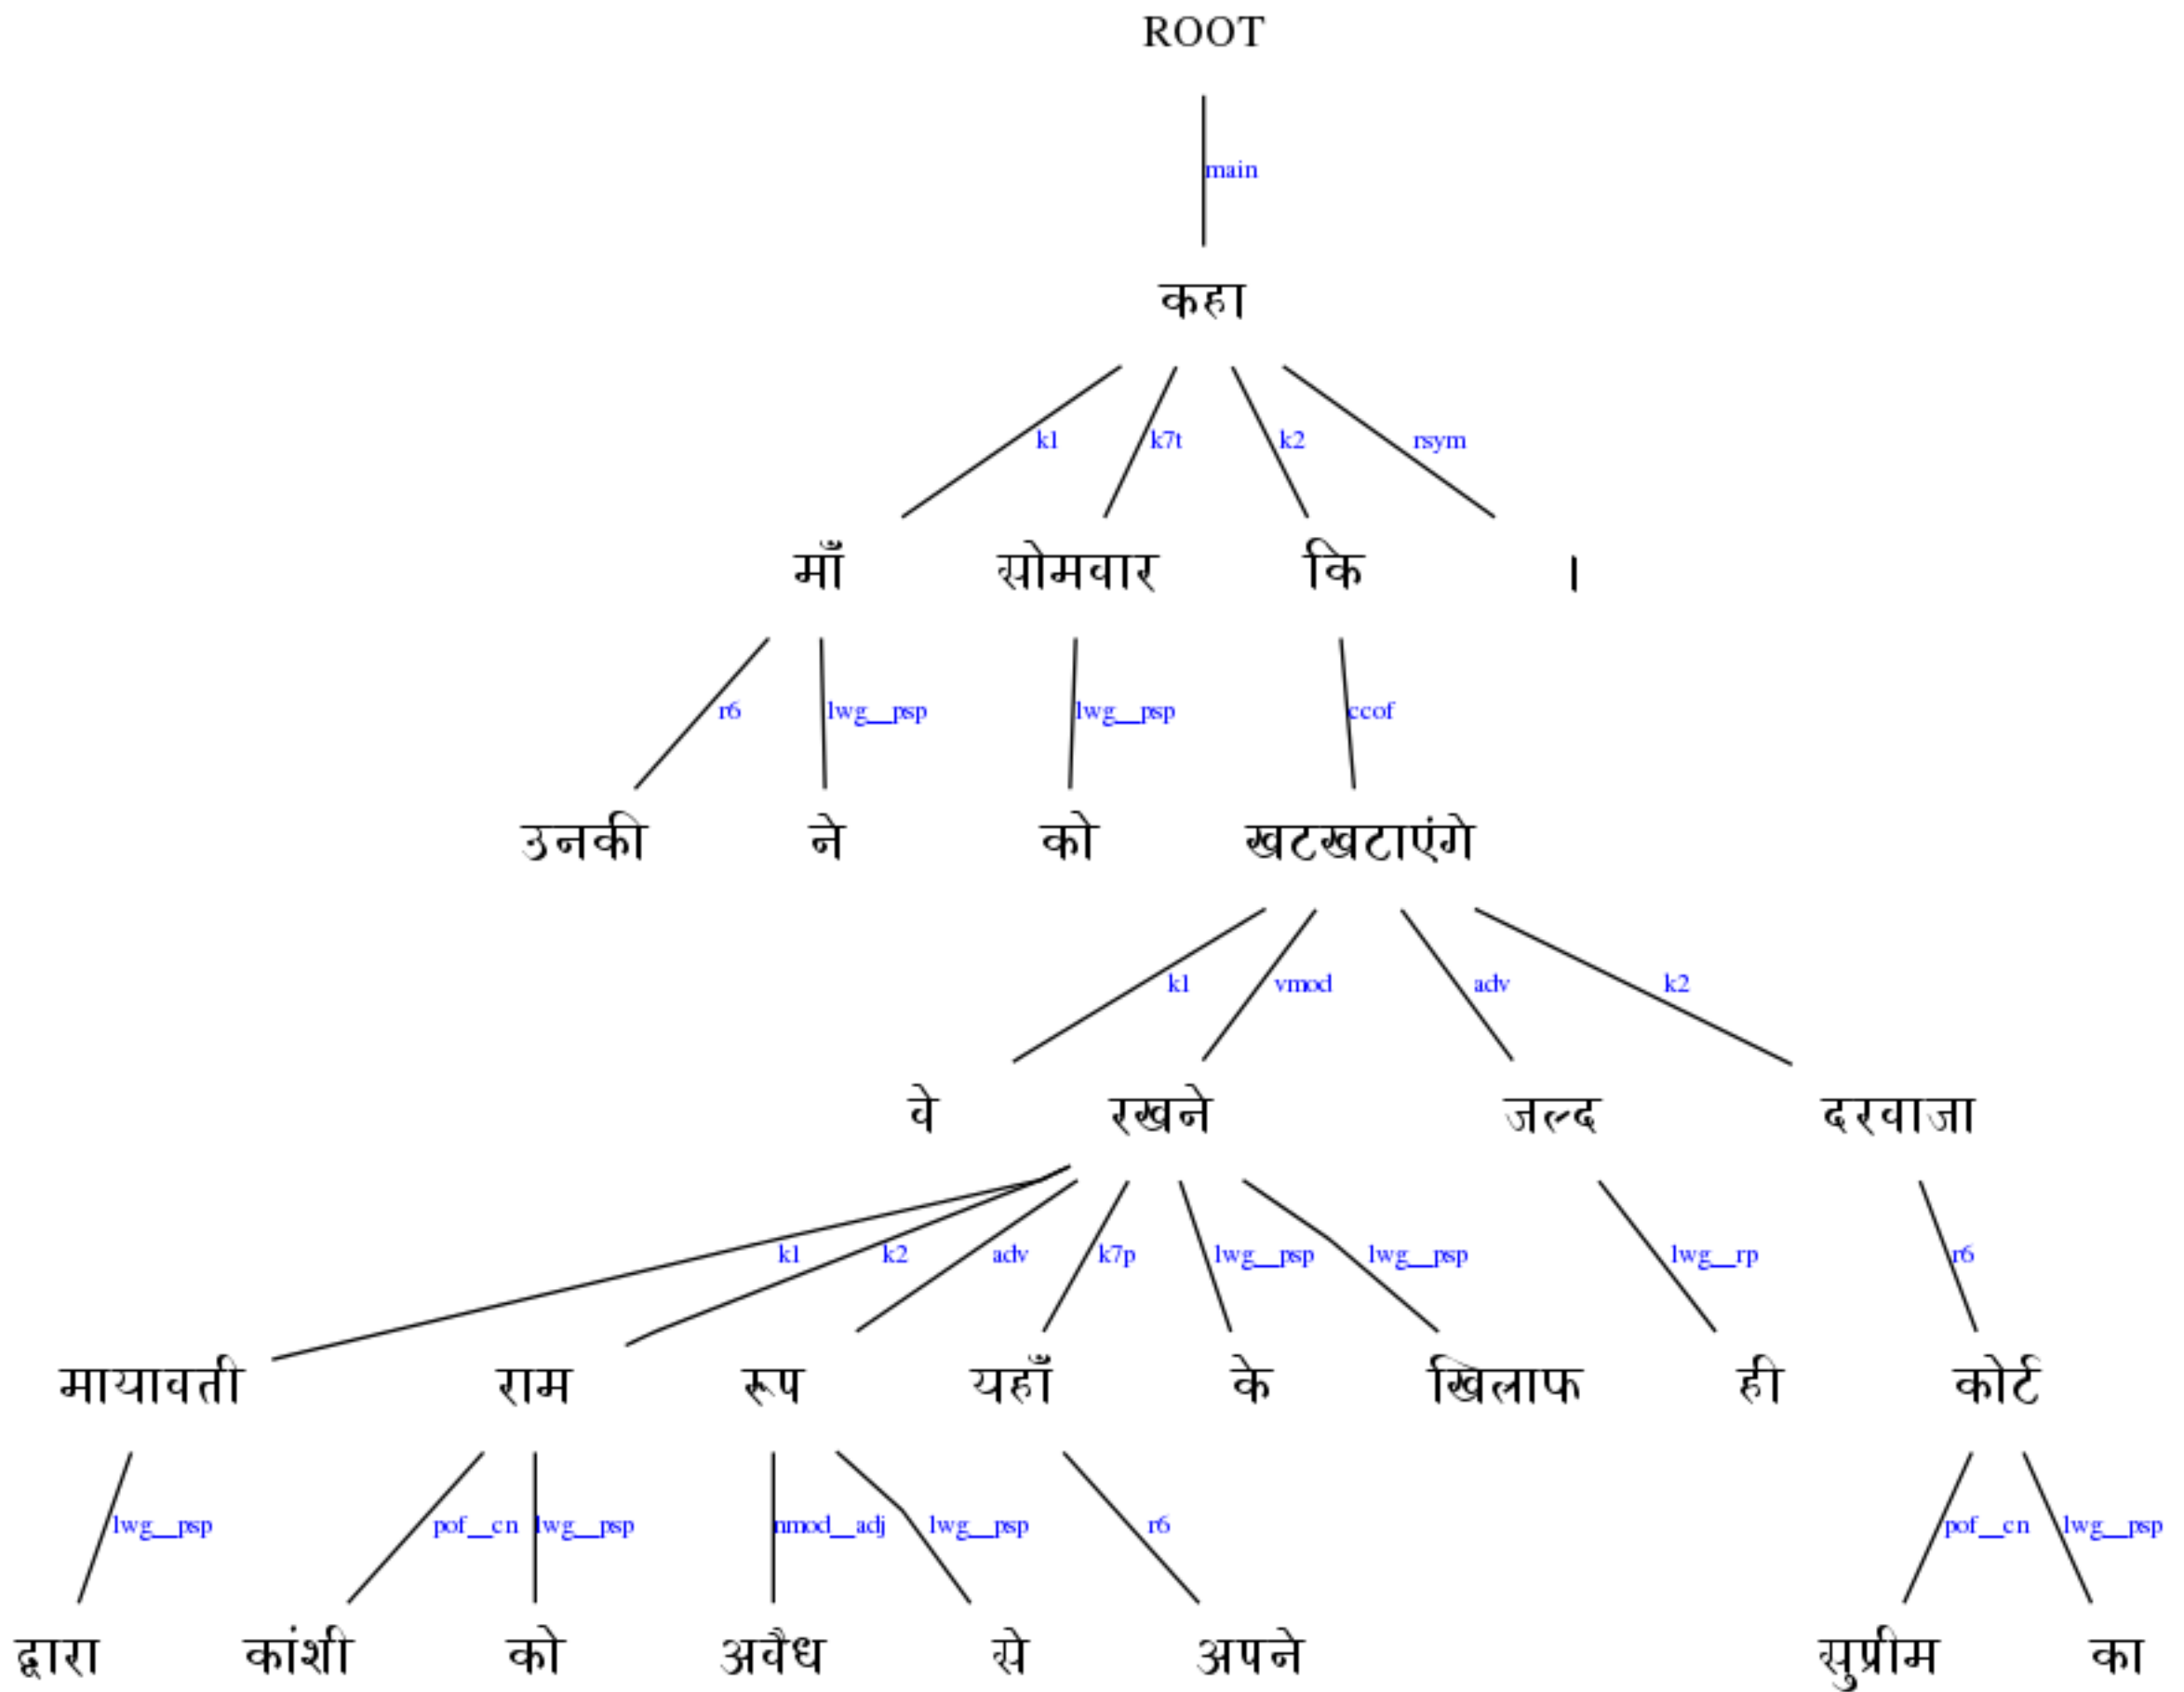 ROOT
main
कहा
k1 k7t k2 rsym
माँ सोमवार कि ।
r6 lwg__psp lwg__psp ccof
उनकी ने को खटखटाएंगे
k1 vmod adv k2
वे रखने जल्द दरवाजा
k1 k2 adv k7p lwg__psp lwg__psp lwg__rp r6
मायावती राम रूप यहाँ के खिलाफ ही कोर्ट
lwg__psp pof__cn lwg__psp nmod__adj lwg__psp r6 pof__cn lwg__psp
द्वारा कांशी को अवैध से अपने सुप्रीम का